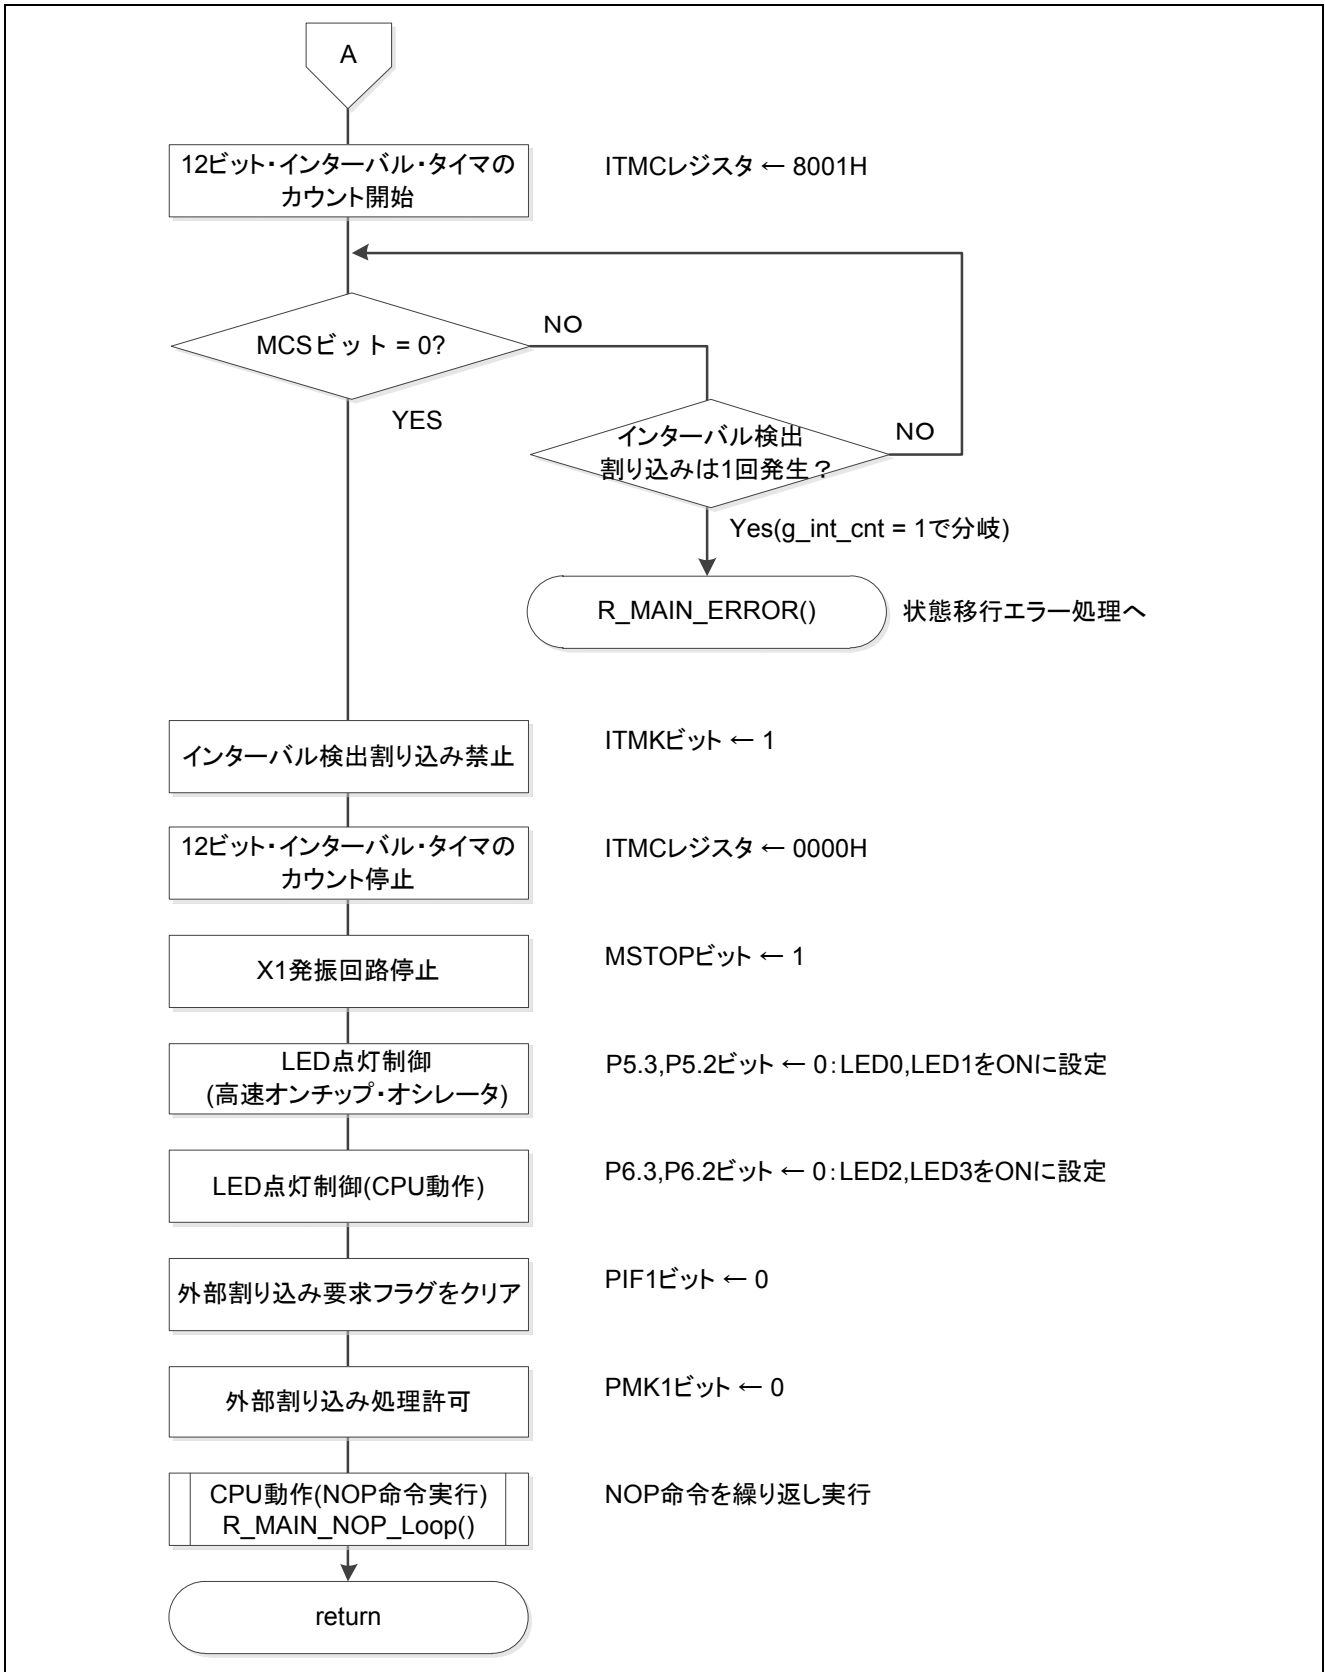 A
12ビット・インターバル・タイマの
カウント開始
ITMCレジスタ ← 8001H
MCSビット = 0?
NO
YES
インターバル検出
割り込みは1回発生？
NO
Yes(g_int_cnt = 1で分岐)
R_MAIN_ERROR()
状態移行エラー処理へ
インターバル検出割り込み禁止
ITMKビット ← 1
12ビット・インターバル・タイマの
カウント停止
ITMCレジスタ ← 0000H
X1発振回路停止
MSTOPビット ← 1
LED点灯制御
(高速オンチップ・オシレータ)
P5.3,P5.2ビット ← 0：LED0,LED1をONに設定
LED点灯制御(CPU動作)
P6.3,P6.2ビット ← 0：LED2,LED3をONに設定
外部割り込み要求フラグをクリア
PIF1ビット ← 0
外部割り込み処理許可
PMK1ビット ← 0
CPU動作(NOP命令実行)
R_MAIN_NOP_Loop()
NOP命令を繰り返し実行
return